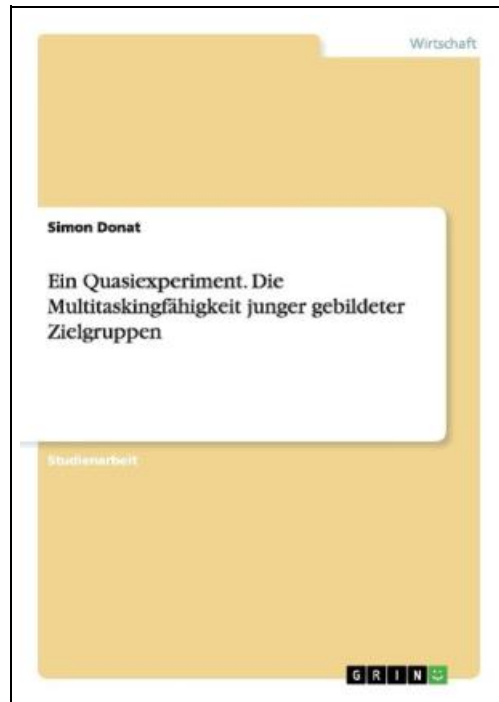 Wirtschaft
Simon Donat
Ein Quasiexperiment. Die
Multitaskingfähigkeit junger gebildeter
Zielgruppen
Studienarbeit
GRIN